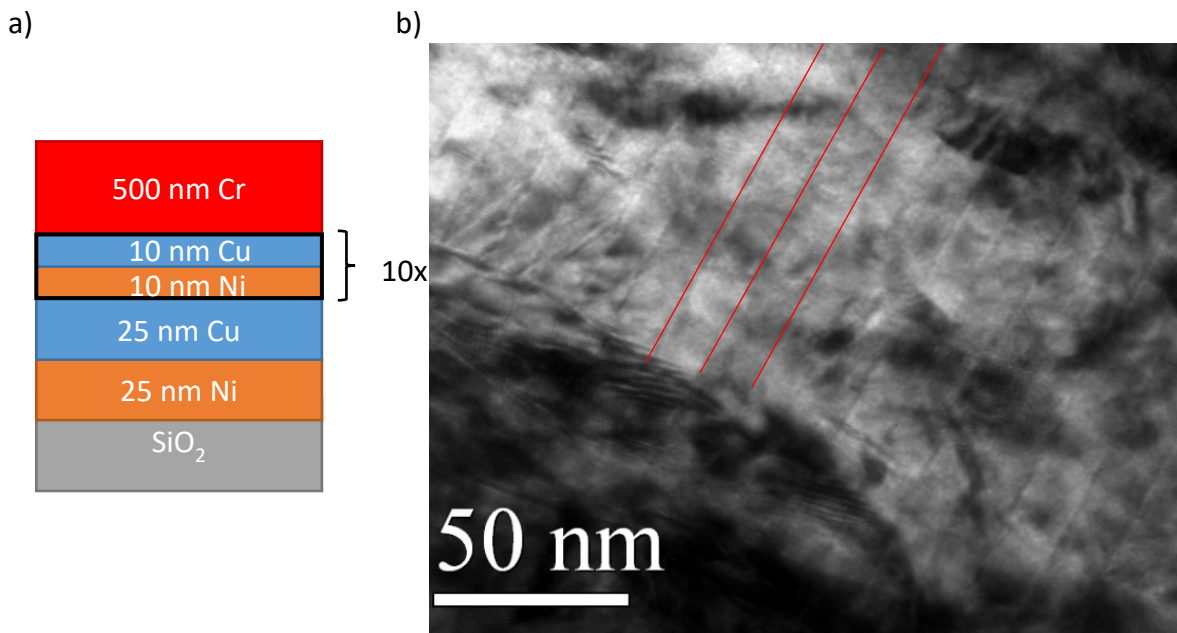 a)
b)
500 nm Cr
10 nm Cu
10 nm Ni
10x
25 nm Cu
25 nm Ni
SiO₂
50 nm